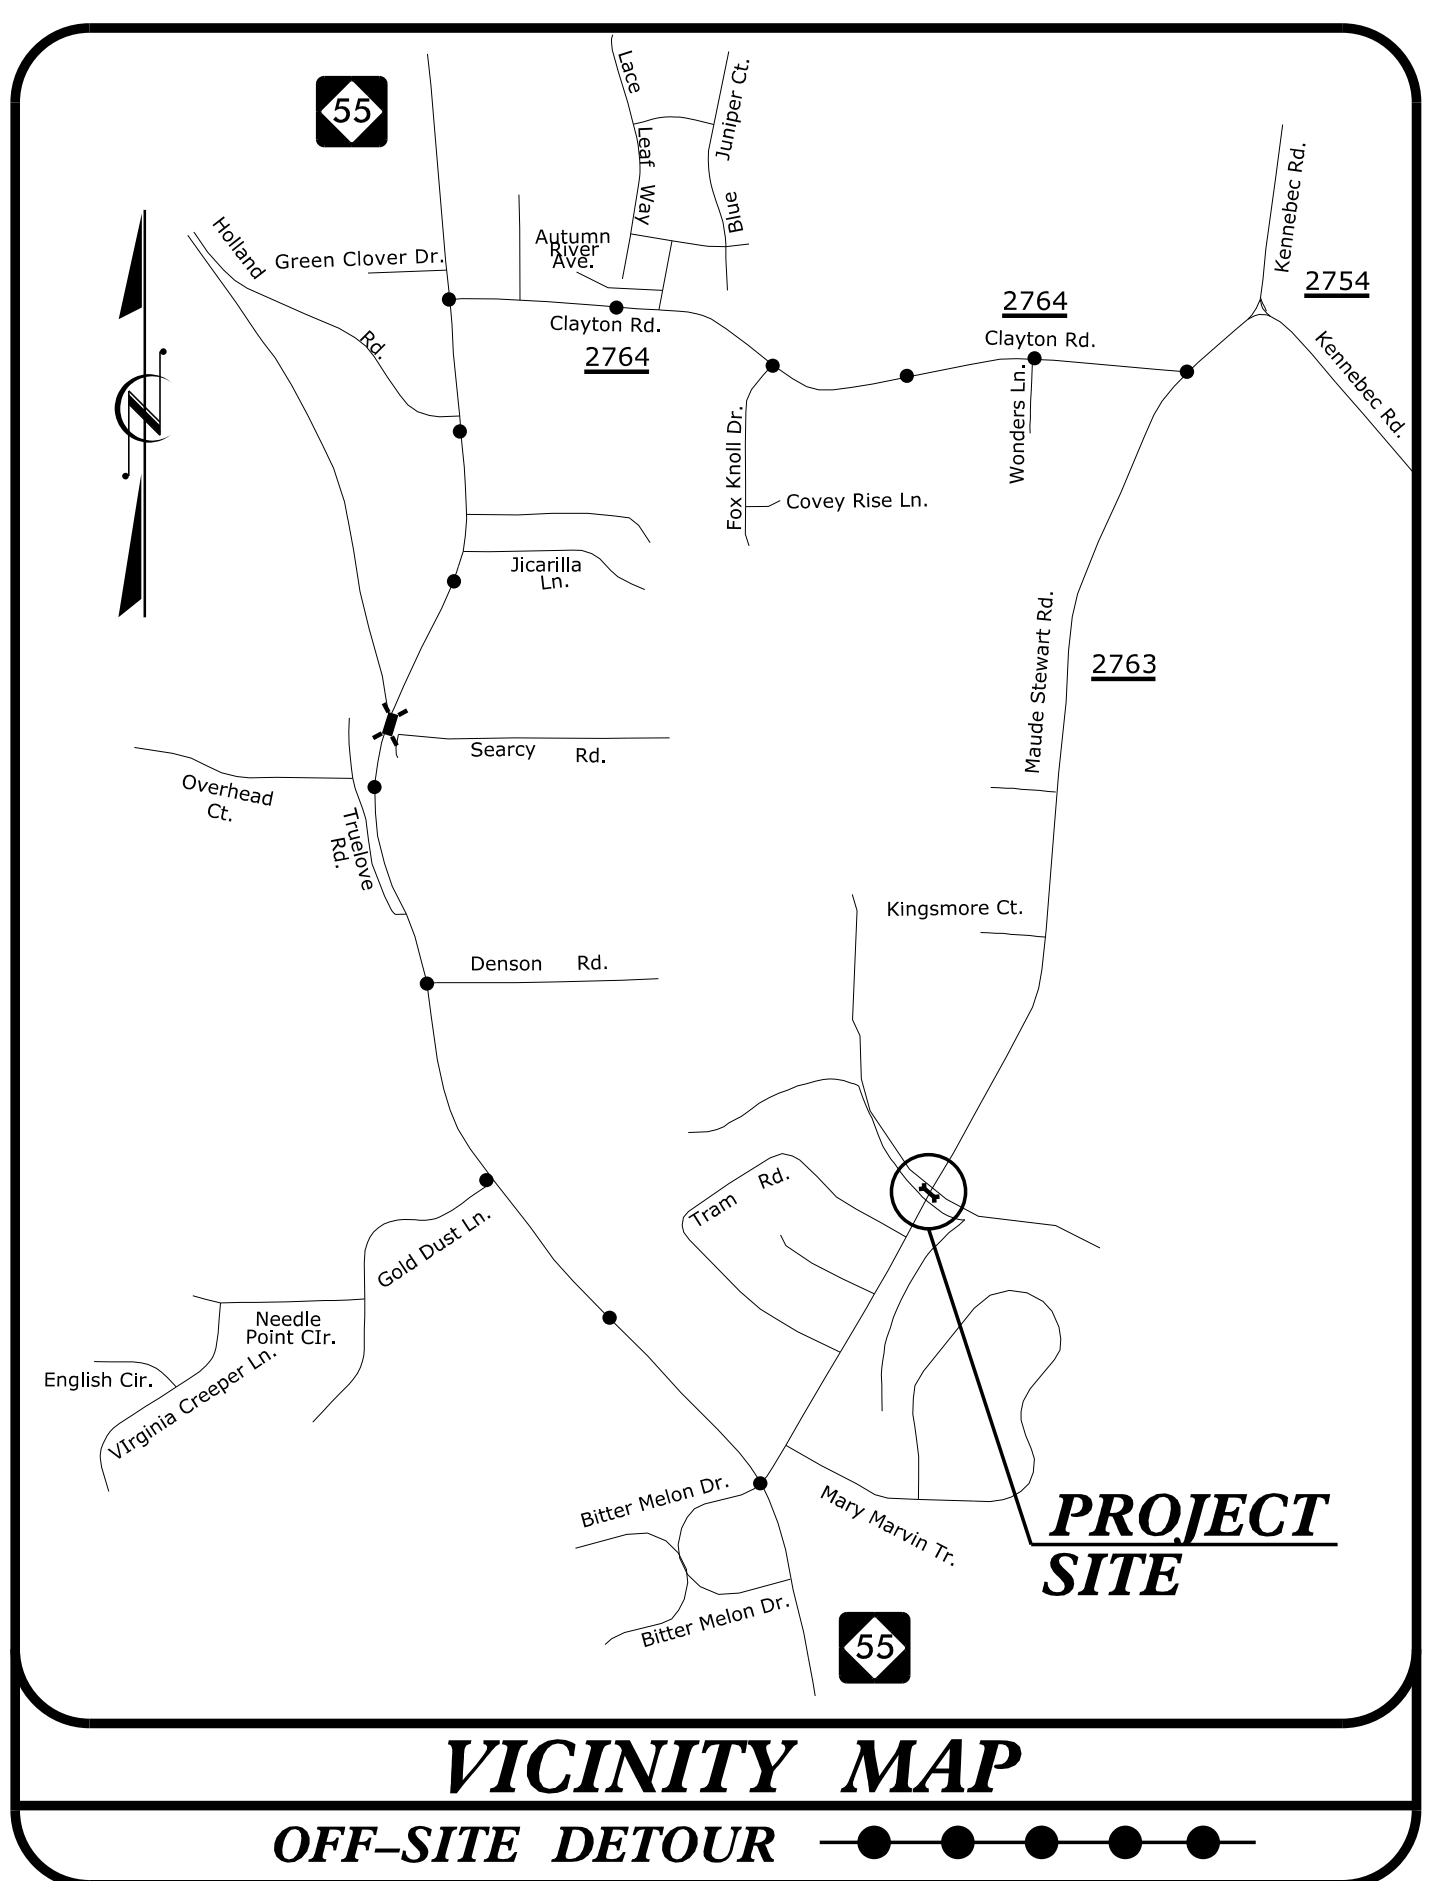 55
Lace
Leaf Way
Juniper Ct.
Blue
Kennebec Rd.
2754
Kennebec Rd.
Holland
Rd.
Green Clover Dr.
Autumn
River
Ave.
Clayton Rd.
2764
2764
Clayton Rd.
Wonders Ln.
Fox Knoll Dr.
Covey Rise Ln.
N
Jicarilla
Ln.
Maude Stewart Rd.
2763
Searcy Rd.
Overhead
Ct.
Truelove
Rd.
Kingsmore Ct.
Denson Rd.
Tram Rd.
Gold Dust Ln.
Needle
Point CIr.
English Cir.
VIrginia Creeper Ln.
Bitter Melon Dr.
Mary Marvin Tr.
PROJECT
SITE
Bitter Melon Dr.
55
VICINITY MAP
OFF–SITE DETOUR